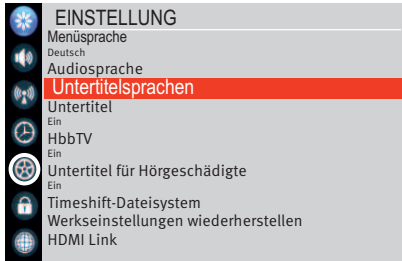 EINSTELLUNG
Menüsprache
Deutsch
Audiosprache
Untertitelsprachen
Untertitel
Ein
HbbTV
Ein
Untertitel für Hörgeschädigte
Ein
Timeshift-Dateisystem
Werkseinstellungen wiederherstellen
HDMI Link